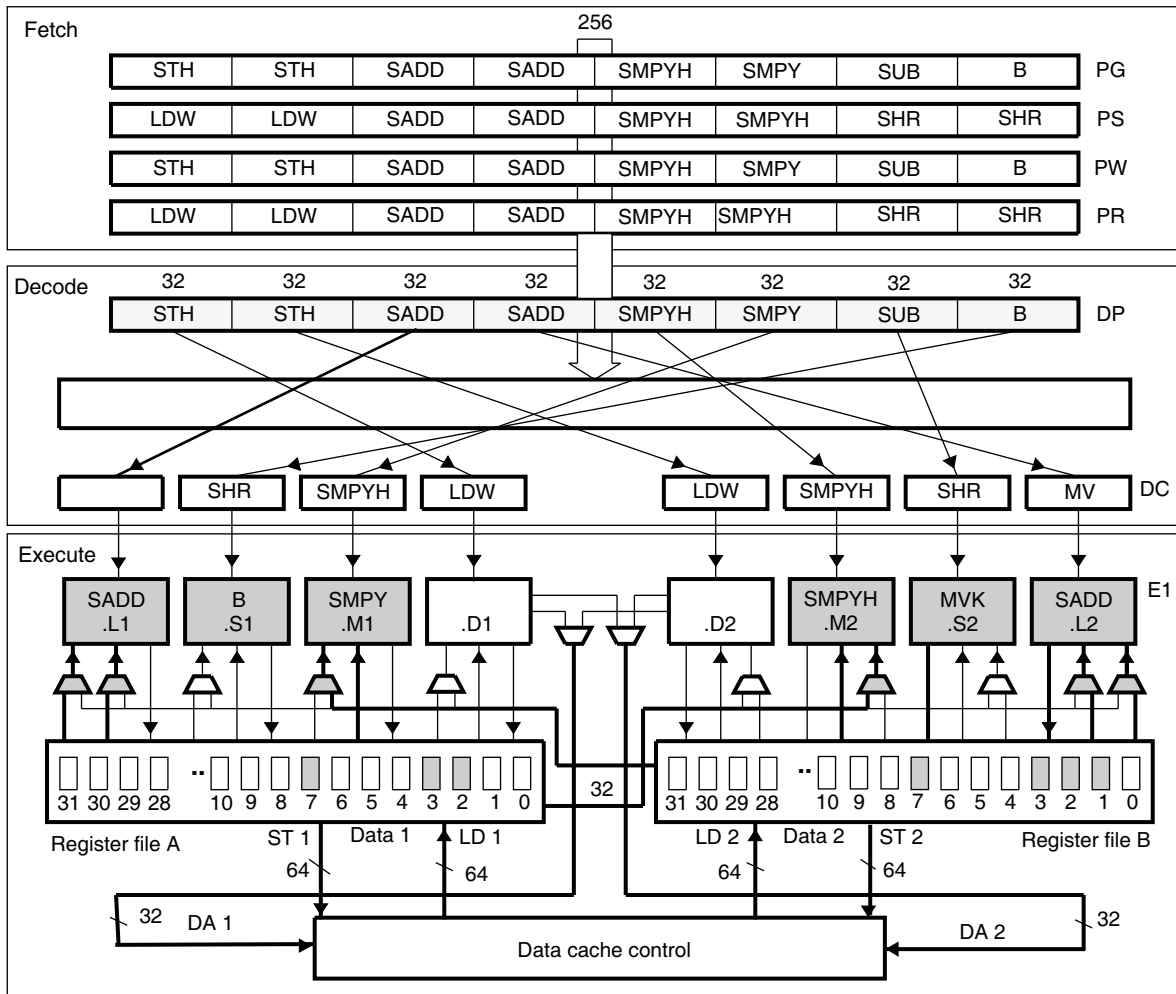 Fetch
256
STH STH SADD SADD SMPYH SMPY SUB B PG
LDW LDW SADD SADD SMPYH SMPYH SHR SHR PS
STH STH SADD SADD SMPYH SMPY SUB B PW
LDW LDW SADD SADD SMPYH SMPYH SHR SHR PR
Decode
32 32 32 32 32 32 32 32
STH STH SADD SADD SMPYH SMPY SUB B DP
SHR SMPYH LDW LDW SMPYH SHR MV DC
Execute
SADD B SMPY SMPYH MVK SADD E1
.L1 .S1 .M1 .D1 .D2 .M2 .S2 .L2
31 30 29 28 .. 10 9 8 7 6 5 4 3 2 1 0
32
31 30 29 28 .. 10 9 8 7 6 5 4 3 2 1 0
Register file A ST 1 Data 1 LD 1 LD 2 Data 2 ST 2 Register file B
64 64 64 64
32 DA 1 DA 2 32
Data cache control